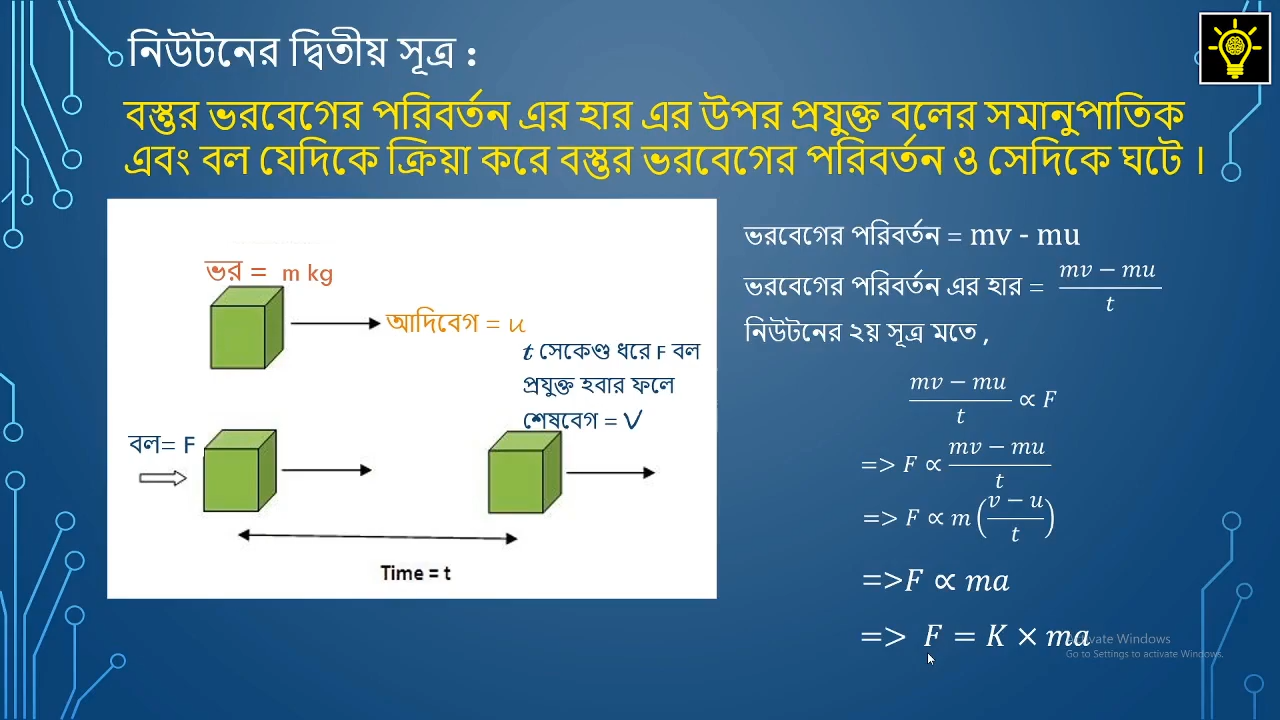 নিউটনের দ্বিতীয় সূত্র :
বস্তুর ভরবেগের পরিবর্তন এর হার এর উপর প্রযুক্ত বলের সমানুপাতিক
এবং বল যেদিকে ক্রিয়া করে বস্তুর ভরবেগের পরিবর্তন ও সেদিকে ঘটে ।
ভর = m kg
আদিবেগ = u
t সেকেণ্ড ধরে F বল
প্রযুক্ত হবার ফলে
শেষবেগ = V
বল= F
Time = t
ভরবেগের পরিবর্তন = mv - mu
ভরবেগের পরিবর্তন এর হার = (mv − mu)/t
নিউটনের ২য় সূত্র মতে ,
(mv − mu)/t ∝ F
=> F ∝ (mv − mu)/t
=> F ∝ m ((v − u)/t)
=>F ∝ ma
=> F = K × ma
Activate Windows
Go to Settings to activate Windows.